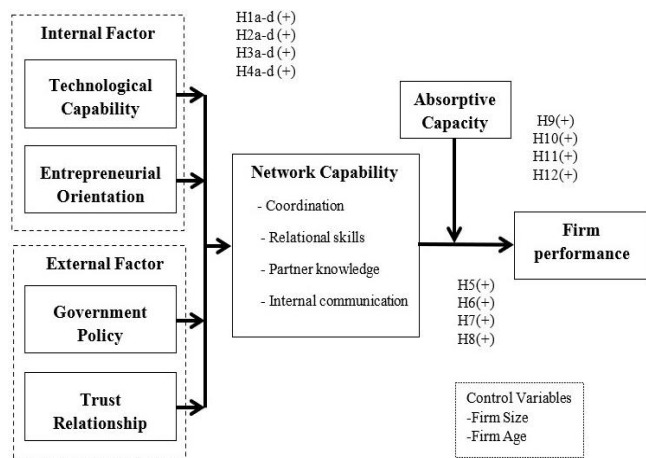 Internal Factor
Technological
Capability
Entrepreneurial
Orientation
External Factor
Government
Policy
Trust
Relationship
H1a-d (+)
H2a-d (+)
H3a-d (+)
H4a-d (+)
Network Capability
- Coordination
- Relational skills
- Partner knowledge
- Internal communication
Absorptive
Capacity
H9(+)
H10(+)
H11(+)
H12(+)
Firm
performance
H5(+)
H6(+)
H7(+)
H8(+)
Control Variables
-Firm Size
-Firm Age